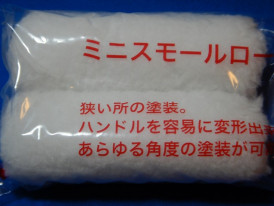 ミニスモールロー
狭い所の塗装。
ハンドルを容易に変形出
あらゆる角度の塗装が可